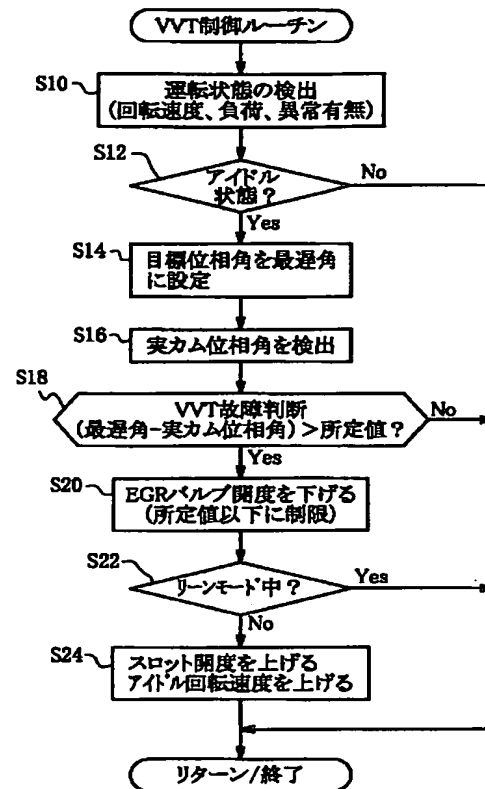 VVT制御ルーチン
S10
運転状態の検出
(回転速度、負荷、異常有無)
S12
アイドル
状態?
No
Yes
S14
目標位相角を最遅角
に設定
S16
実カム位相角を検出
S18
VVT故障判断
(最遅角-実カム位相角)>所定値?
No
Yes
S20
EGRバルブ開度を下げる
(所定値以下に制限)
S22
リーンモード中?
Yes
No
S24
スロット開度を上げる
アイドル回転速度を上げる
リターン/終了